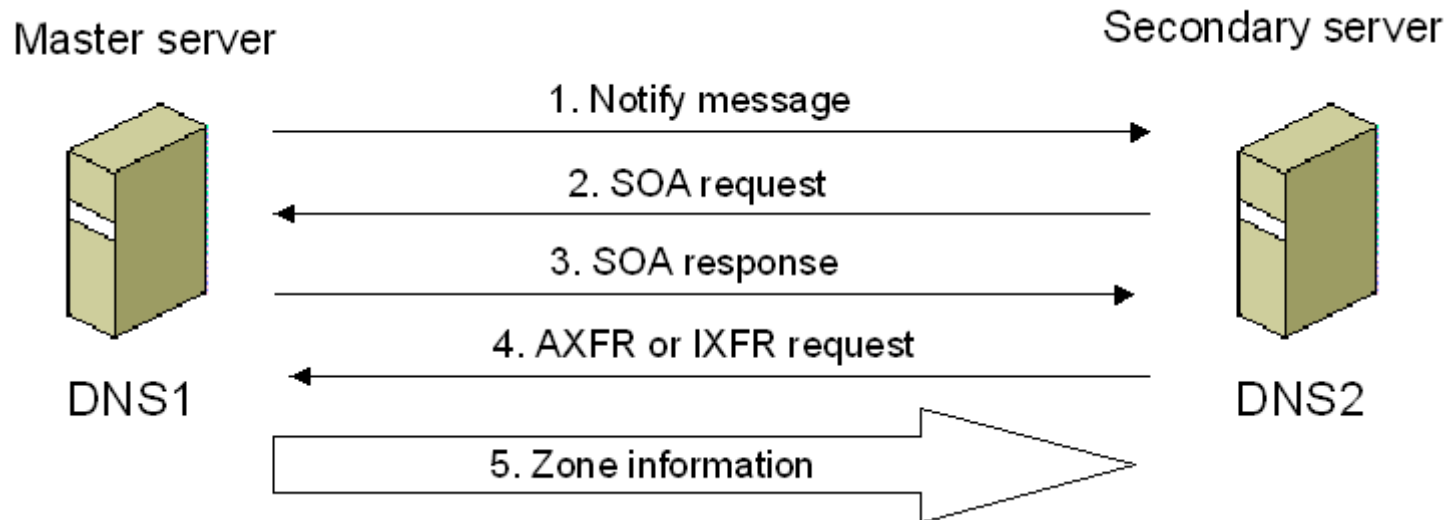 Master server
Secondary server
1. Notify message
2. SOA request
3. SOA response
4. AXFR or IXFR request
DNS1
DNS2
5. Zone information